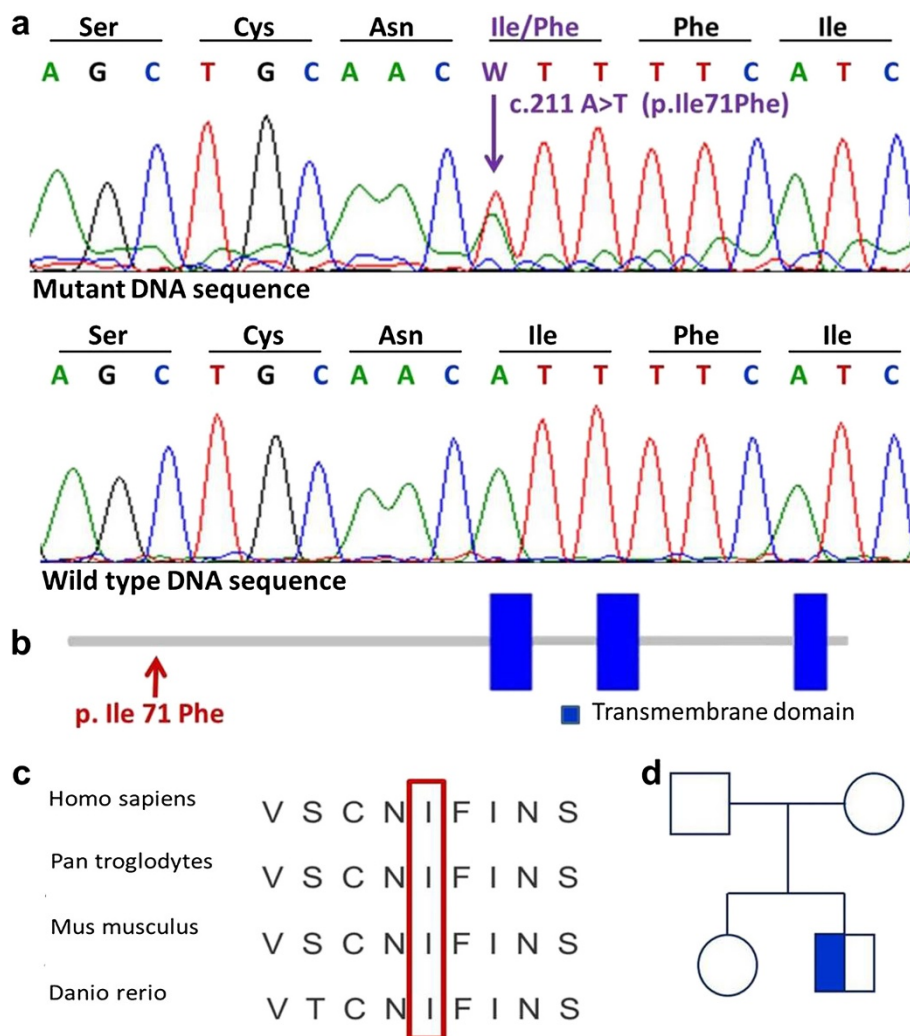 a
Ser Cys Asn Ile/Phe Phe Ile
A G C T G C A A C W T T T T C A T C
c.211 A>T (p.Ile71Phe)
Mutant DNA sequence
Ser Cys Asn Ile Phe Ile
A G C T G C A A C A T T T T C A T C
Wild type DNA sequence
b
p. Ile 71 Phe
Transmembrane domain
c
Homo sapiens V S C N I F I N S
Pan troglodytes V S C N I F I N S
Mus musculus V S C N I F I N S
Danio rerio V T C N I F I N S
d